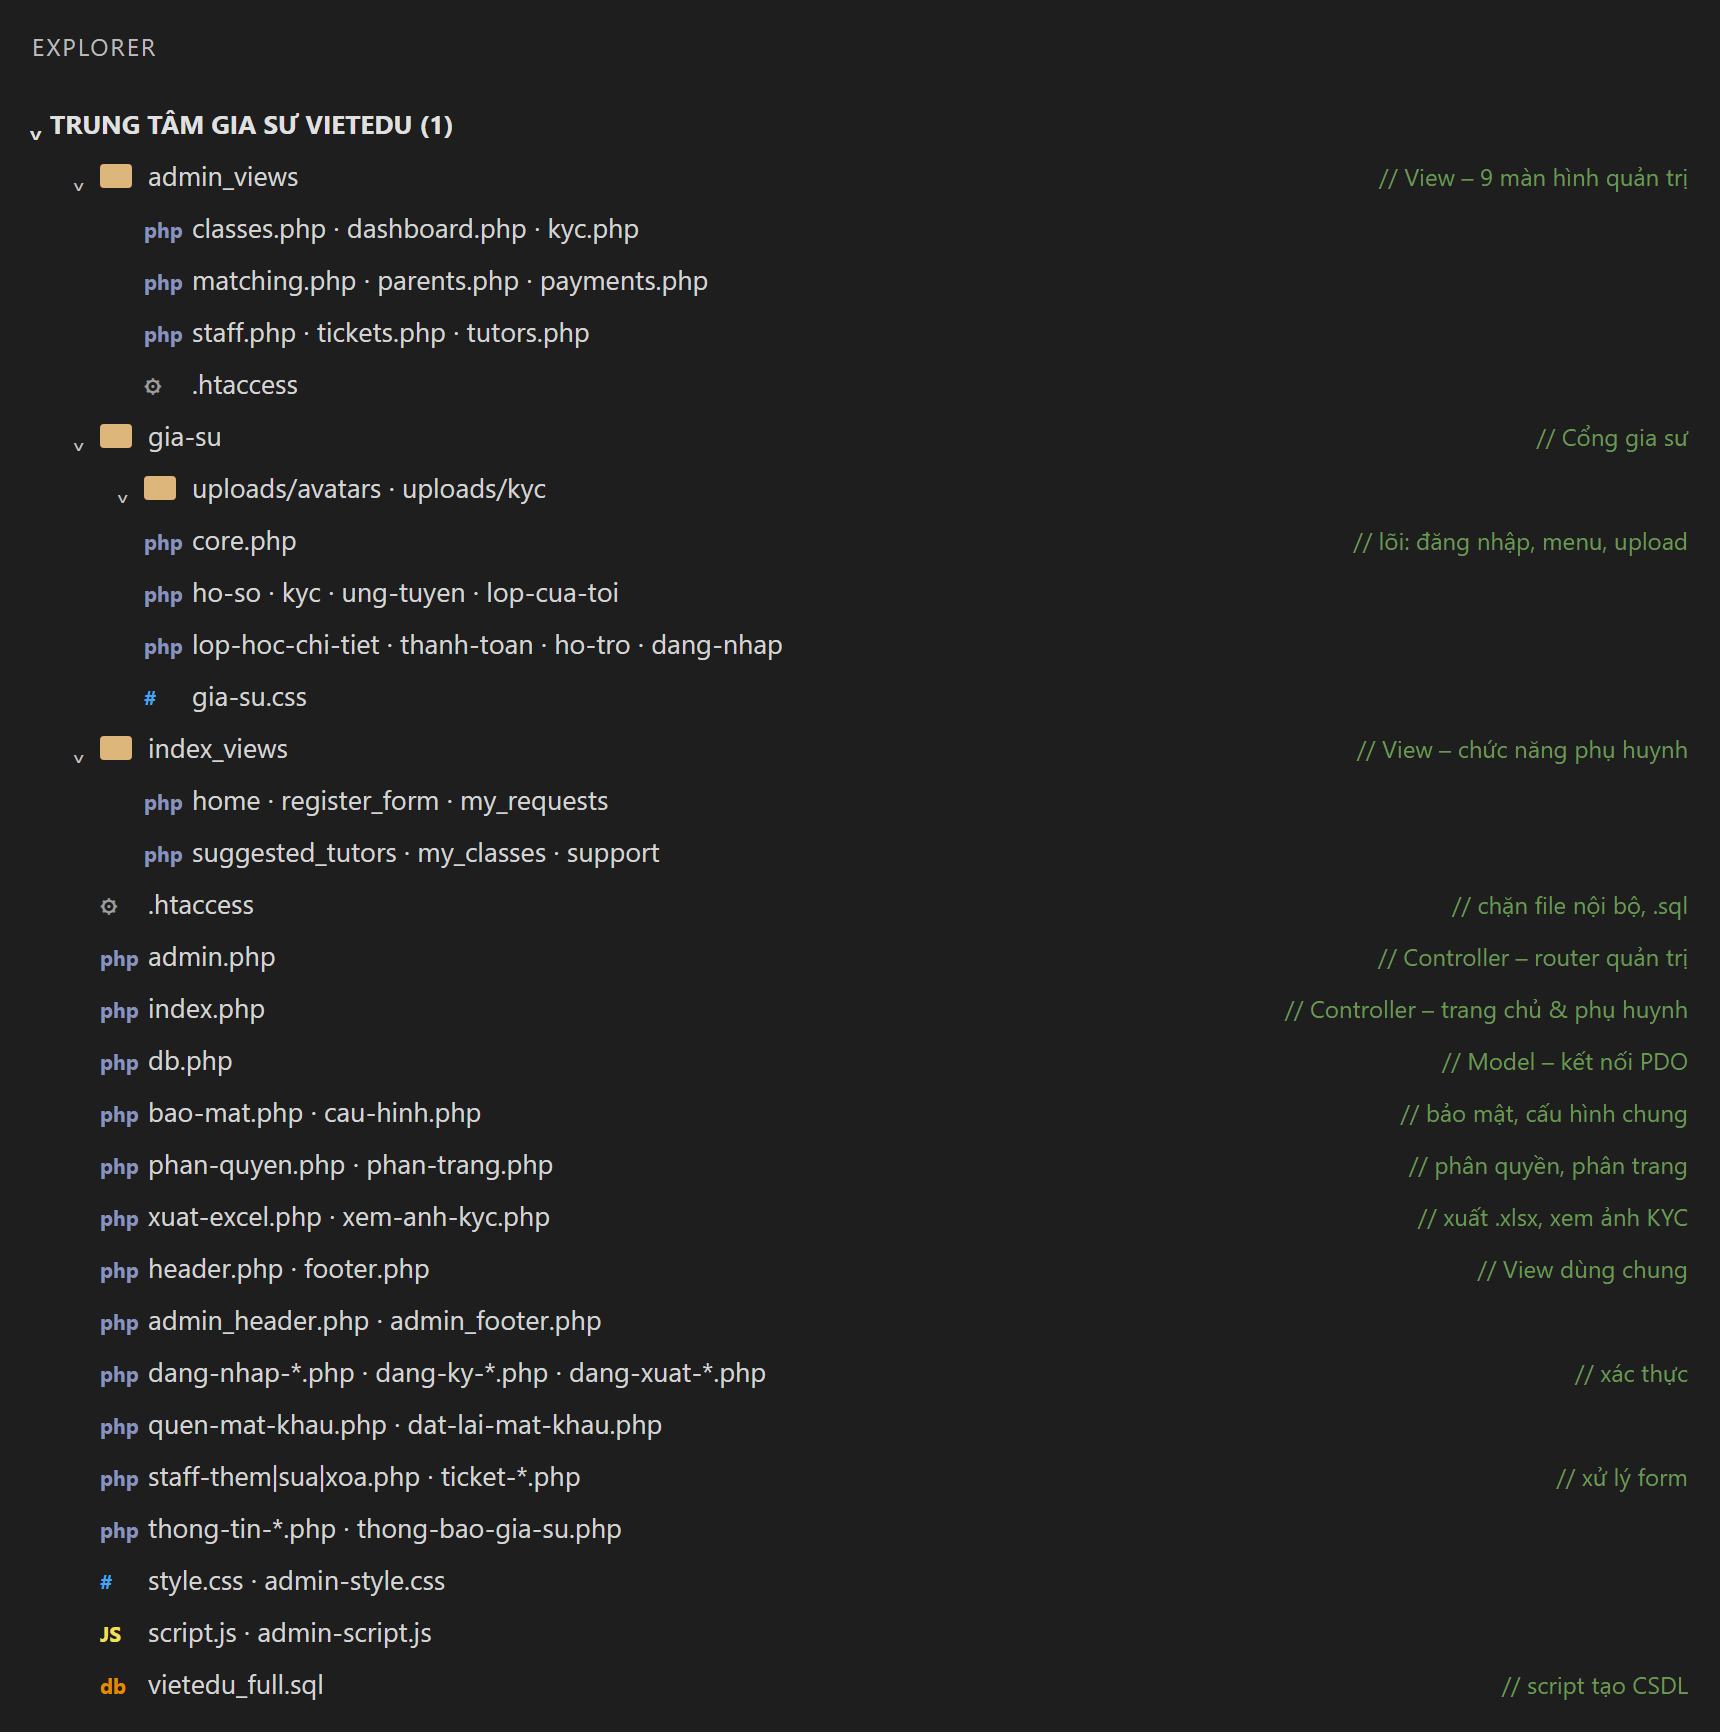 EXPLORER
TRUNG TÂM GIA SƯ VIETEDU (1)
admin_views // View – 9 màn hình quản trị
php classes.php · dashboard.php · kyc.php
php matching.php · parents.php · payments.php
php staff.php · tickets.php · tutors.php
.htaccess
gia-su // Cổng gia sư
uploads/avatars · uploads/kyc
php core.php // lõi: đăng nhập, menu, upload
php ho-so · kyc · ung-tuyen · lop-cua-toi
php lop-hoc-chi-tiet · thanh-toan · ho-tro · dang-nhap
# gia-su.css
index_views // View – chức năng phụ huynh
php home · register_form · my_requests
php suggested_tutors · my_classes · support
.htaccess // chặn file nội bộ, .sql
php admin.php // Controller – router quản trị
php index.php // Controller – trang chủ & phụ huynh
php db.php // Model – kết nối PDO
php bao-mat.php · cau-hinh.php // bảo mật, cấu hình chung
php phan-quyen.php · phan-trang.php // phân quyền, phân trang
php xuat-excel.php · xem-anh-kyc.php // xuất .xlsx, xem ảnh KYC
php header.php · footer.php // View dùng chung
php admin_header.php · admin_footer.php
php dang-nhap-*.php · dang-ky-*.php · dang-xuat-*.php // xác thực
php quen-mat-khau.php · dat-lai-mat-khau.php
php staff-them|sua|xoa.php · ticket-*.php // xử lý form
php thong-tin-*.php · thong-bao-gia-su.php
# style.css · admin-style.css
JS script.js · admin-script.js
db vietedu_full.sql // script tạo CSDL